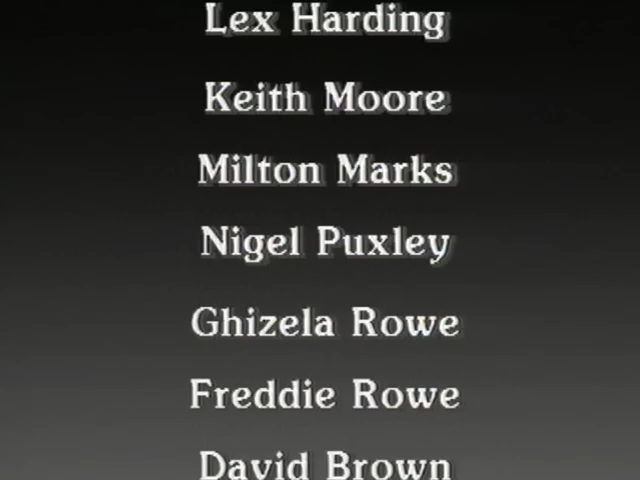 Lex Harding
Keith Moore
Milton Marks
Nigel Puxley
Ghizela Rowe
Freddie Rowe
David Brown